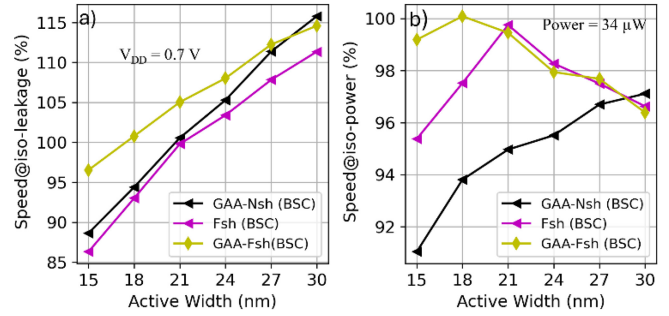 a)
V_DD = 0.7 V
Speed@iso-leakage (%)
115
110
105
100
95
90
85
GAA-Nsh (BSC)
Fsh (BSC)
GAA-Fsh(BSC)
15 18 21 24 27 30
Active Width (nm)
b)
Power = 34 μW
Speed@iso-power (%)
100
98
96
94
92
GAA-Nsh (BSC)
Fsh (BSC)
GAA-Fsh (BSC)
15 18 21 24 27 30
Active Width (nm)